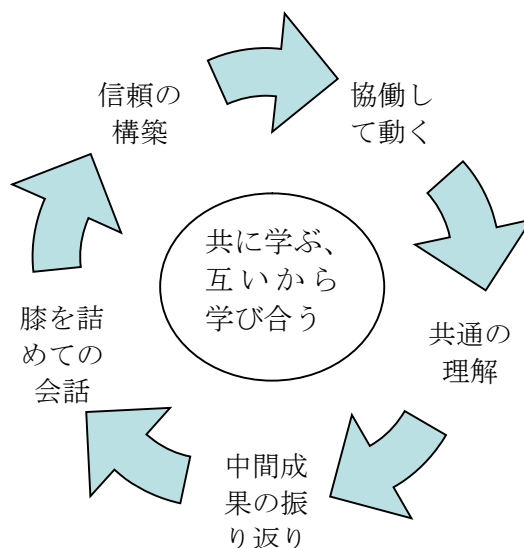 信頼の
構築
協働し
て動く
共通の
理解
中間成
果の振
り返り
膝を詰
めての
会話
共に学ぶ、
互いから
学び合う